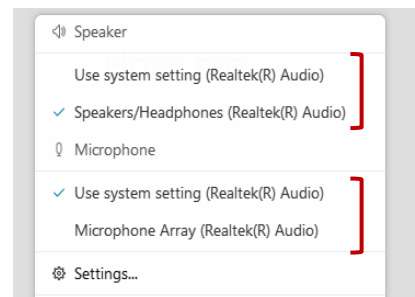 Speaker
Use system setting (Realtek(R) Audio)
Speakers/Headphones (Realtek(R) Audio)
Microphone
Use system setting (Realtek(R) Audio)
Microphone Array (Realtek(R) Audio)
Settings...